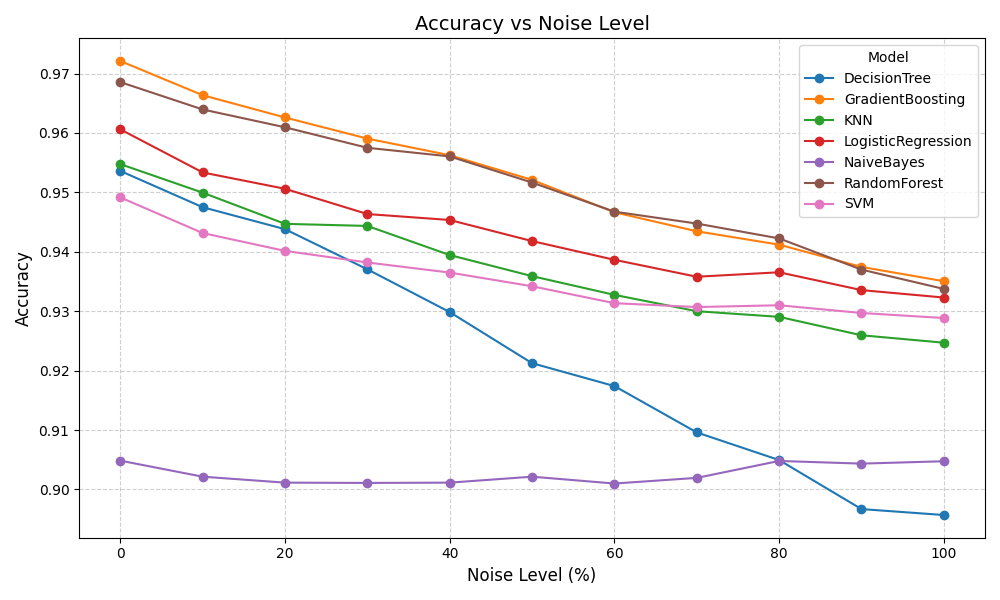 Accuracy vs Noise Level
Model
DecisionTree
GradientBoosting
KNN
LogisticRegression
NaiveBayes
RandomForest
SVM
Accuracy
0.97
0.96
0.95
0.94
0.93
0.92
0.91
0.90
0 20 40 60 80 100
Noise Level (%)